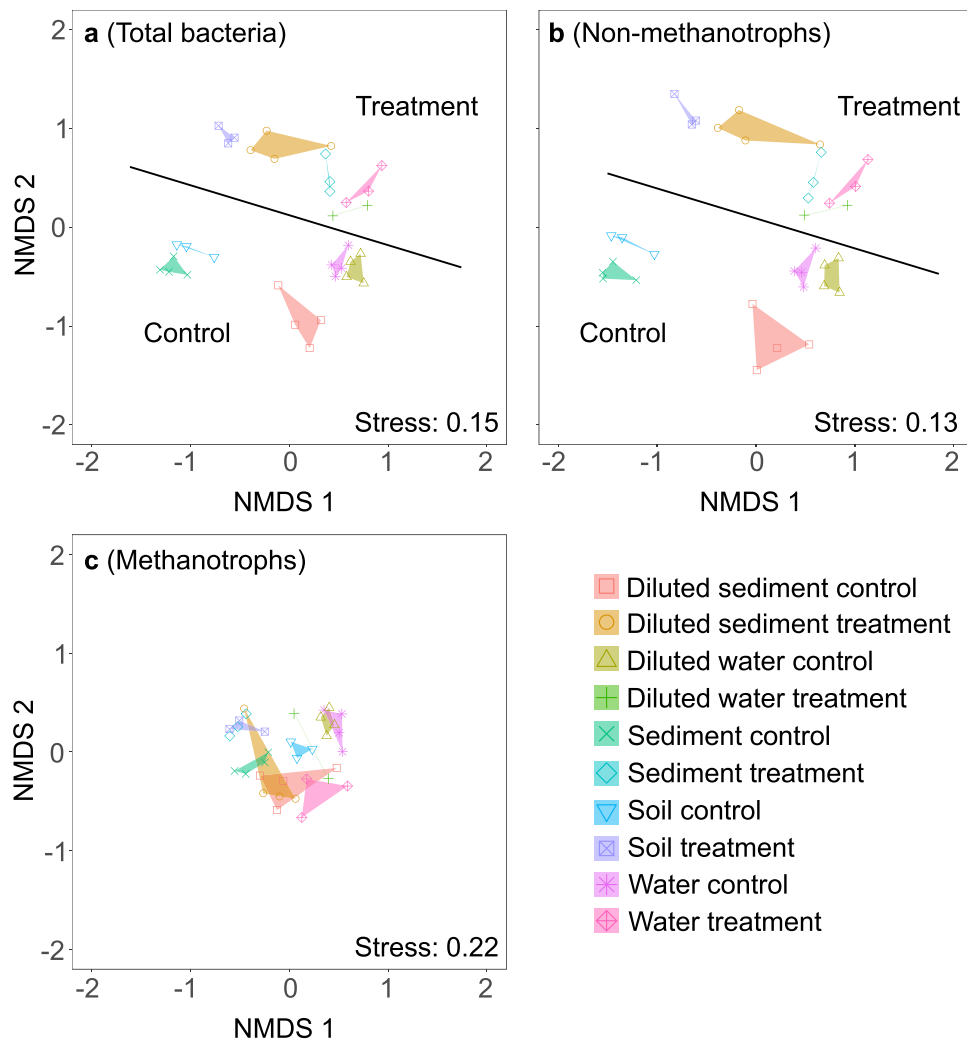 a (Total bacteria)
Treatment
Control
Stress: 0.15
2
1
0
-1
-2
NMDS 2
-2
-1
0
1
2
NMDS 1
b (Non-methanotrophs)
Treatment
Control
Stress: 0.13
-2
-1
0
1
2
NMDS 1
c (Methanotrophs)
Stress: 0.22
2
1
0
-1
-2
NMDS 2
-2
-1
0
1
2
NMDS 1
Diluted sediment control
Diluted sediment treatment
Diluted water control
Diluted water treatment
Sediment control
Sediment treatment
Soil control
Soil treatment
Water control
Water treatment